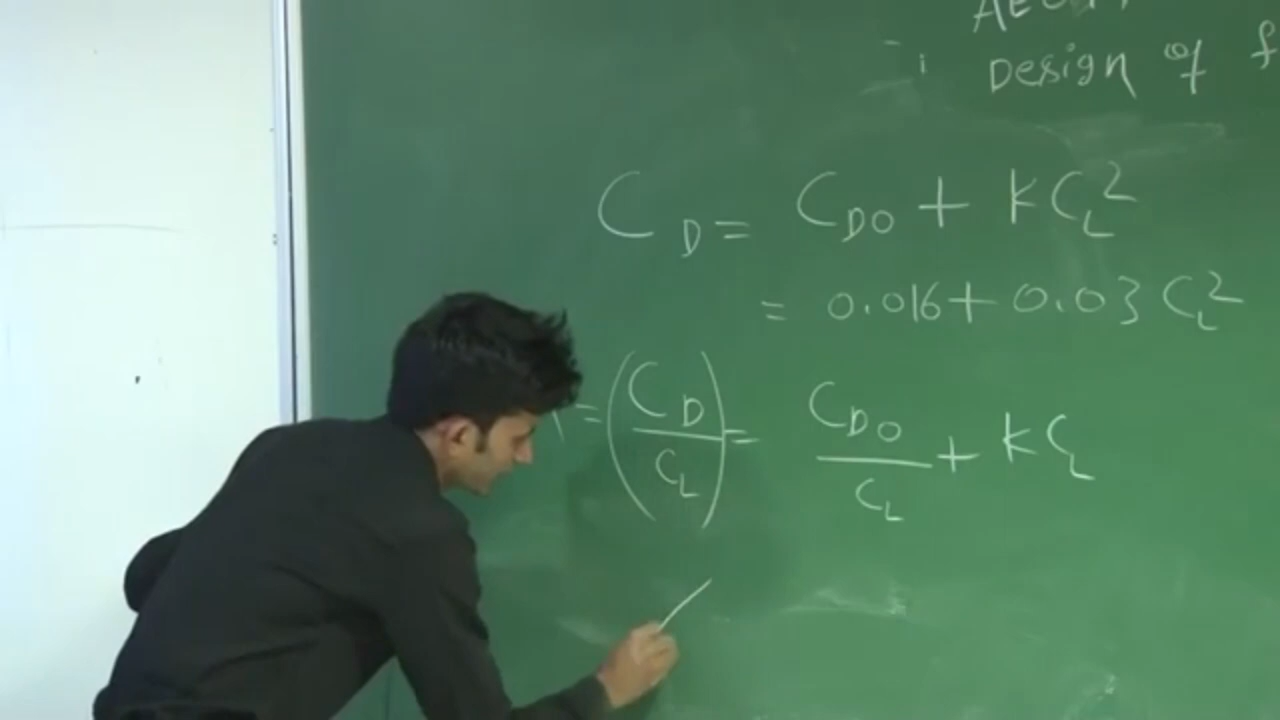 Design of
C_D = C_D0 + K C_L^2
= 0.016 + 0.03 C_L^2
= (C_D / C_L) = C_D0 / C_L + K C_L